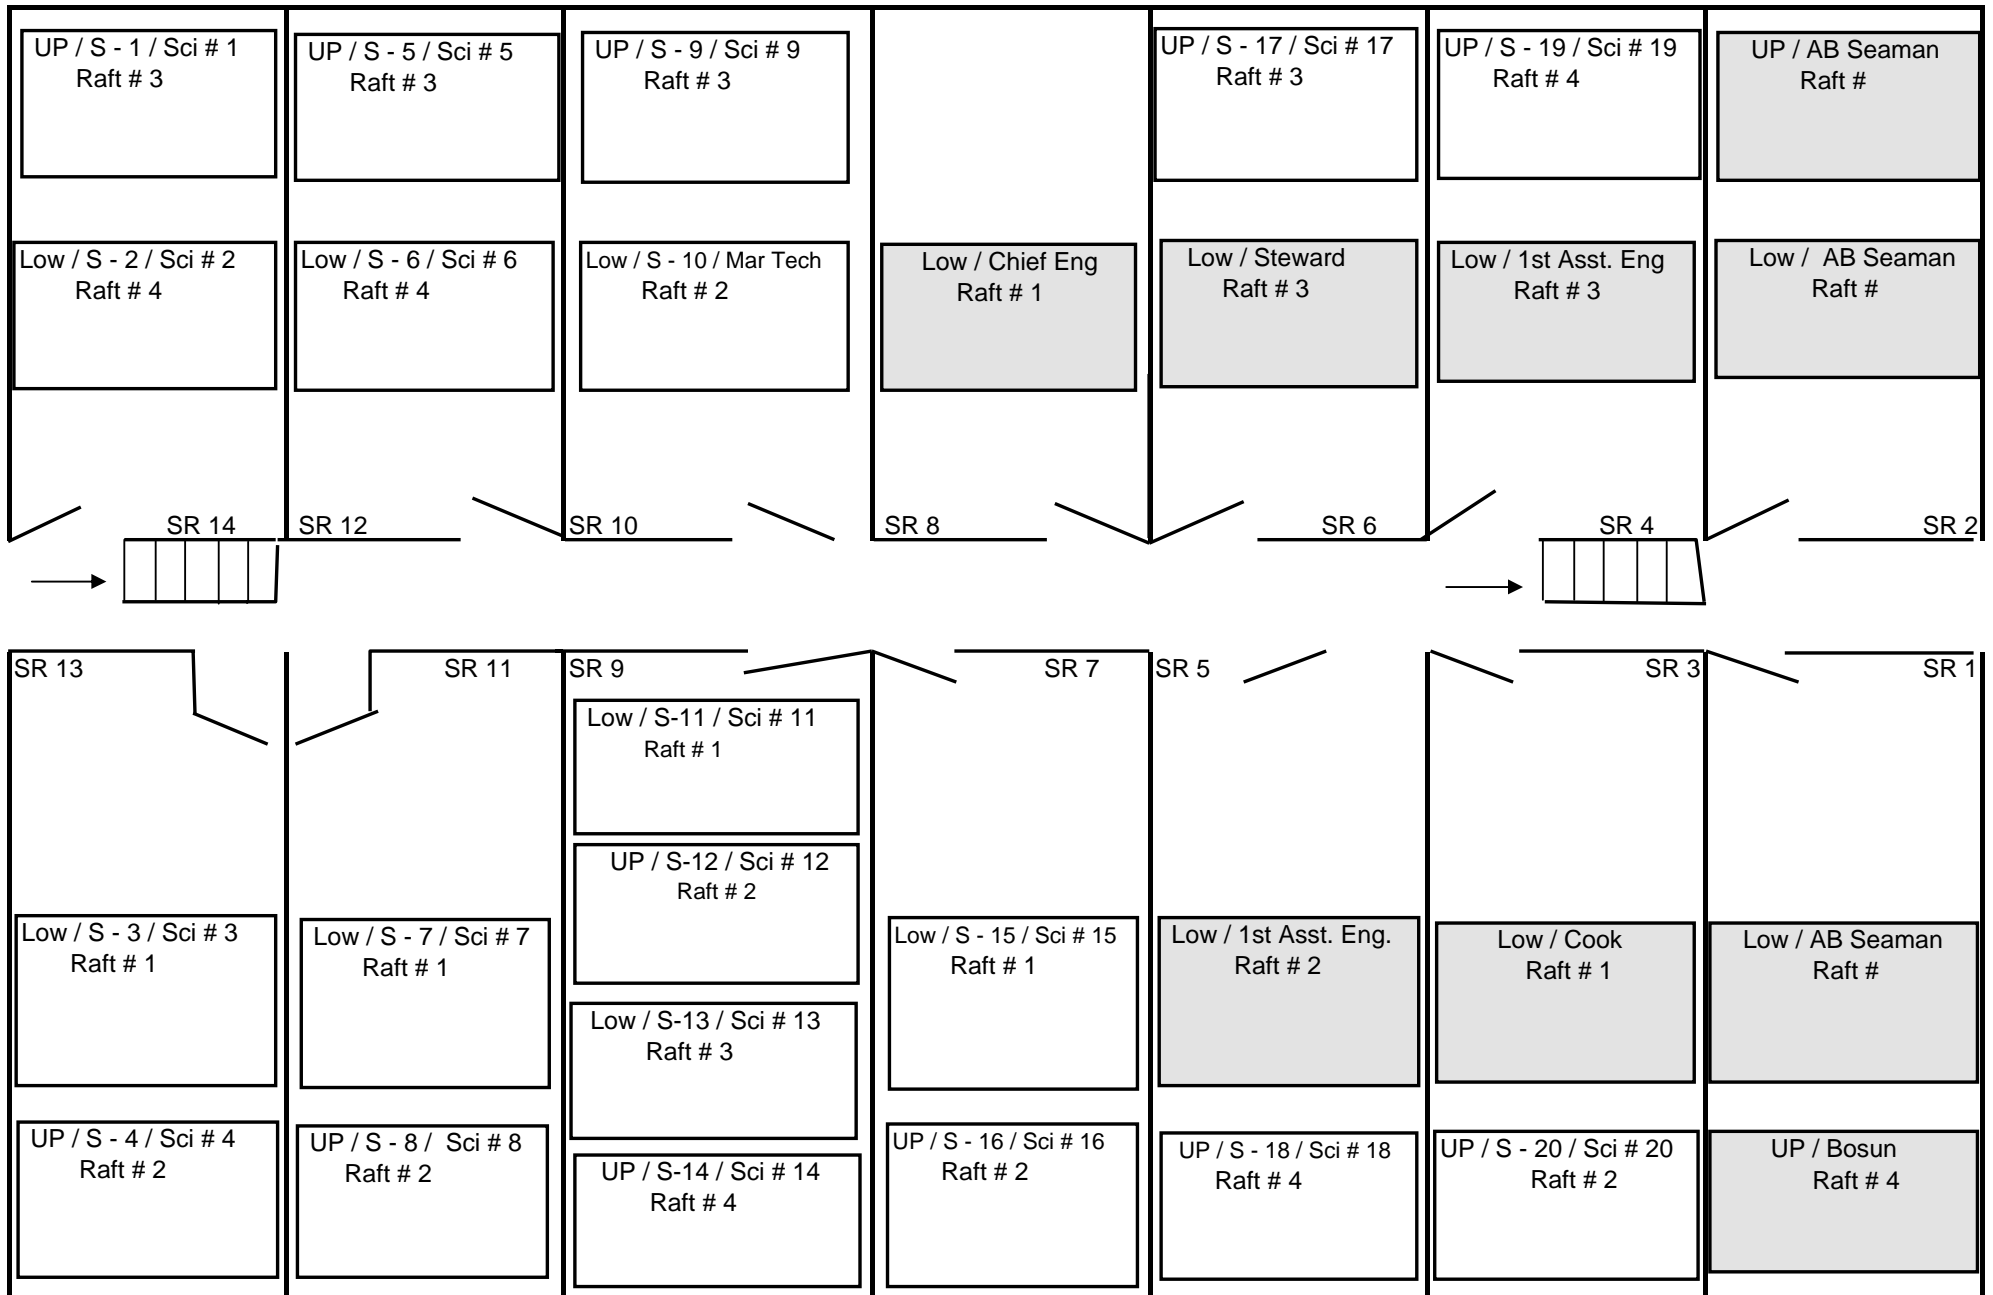 UP / S - 1 / Sci # 1
Raft # 3
UP / S - 5 / Sci # 5
Raft # 3
UP / S - 9 / Sci # 9
Raft # 3
UP / S - 17 / Sci # 17
Raft # 3
UP / S - 19 / Sci # 19
Raft # 4
UP / AB Seaman
Raft #
Low / S - 2 / Sci # 2
Raft # 4
Low / S - 6 / Sci # 6
Raft # 4
Low / S - 10 / Mar Tech
Raft # 2
Low / Chief Eng
Raft # 1
Low / Steward
Raft # 3
Low / 1st Asst. Eng
Raft # 3
Low / AB Seaman
Raft #
SR 14
SR 12
SR 10
SR 8
SR 6
SR 4
SR 2
SR 13
SR 11
SR 9
SR 7
SR 5
SR 3
SR 1
Low / S-11 / Sci # 11
Raft # 1
UP / S-12 / Sci # 12
Raft # 2
Low / S - 3 / Sci # 3
Raft # 1
Low / S - 7 / Sci # 7
Raft # 1
Low / S-13 / Sci # 13
Raft # 3
Low / S - 15 / Sci # 15
Raft # 1
Low / 1st Asst. Eng.
Raft # 2
Low / Cook
Raft # 1
Low / AB Seaman
Raft #
UP / S - 4 / Sci # 4
Raft # 2
UP / S - 8 / Sci # 8
Raft # 2
UP / S-14 / Sci # 14
Raft # 4
UP / S - 16 / Sci # 16
Raft # 2
UP / S - 18 / Sci # 18
Raft # 4
UP / S - 20 / Sci # 20
Raft # 2
UP / Bosun
Raft # 4